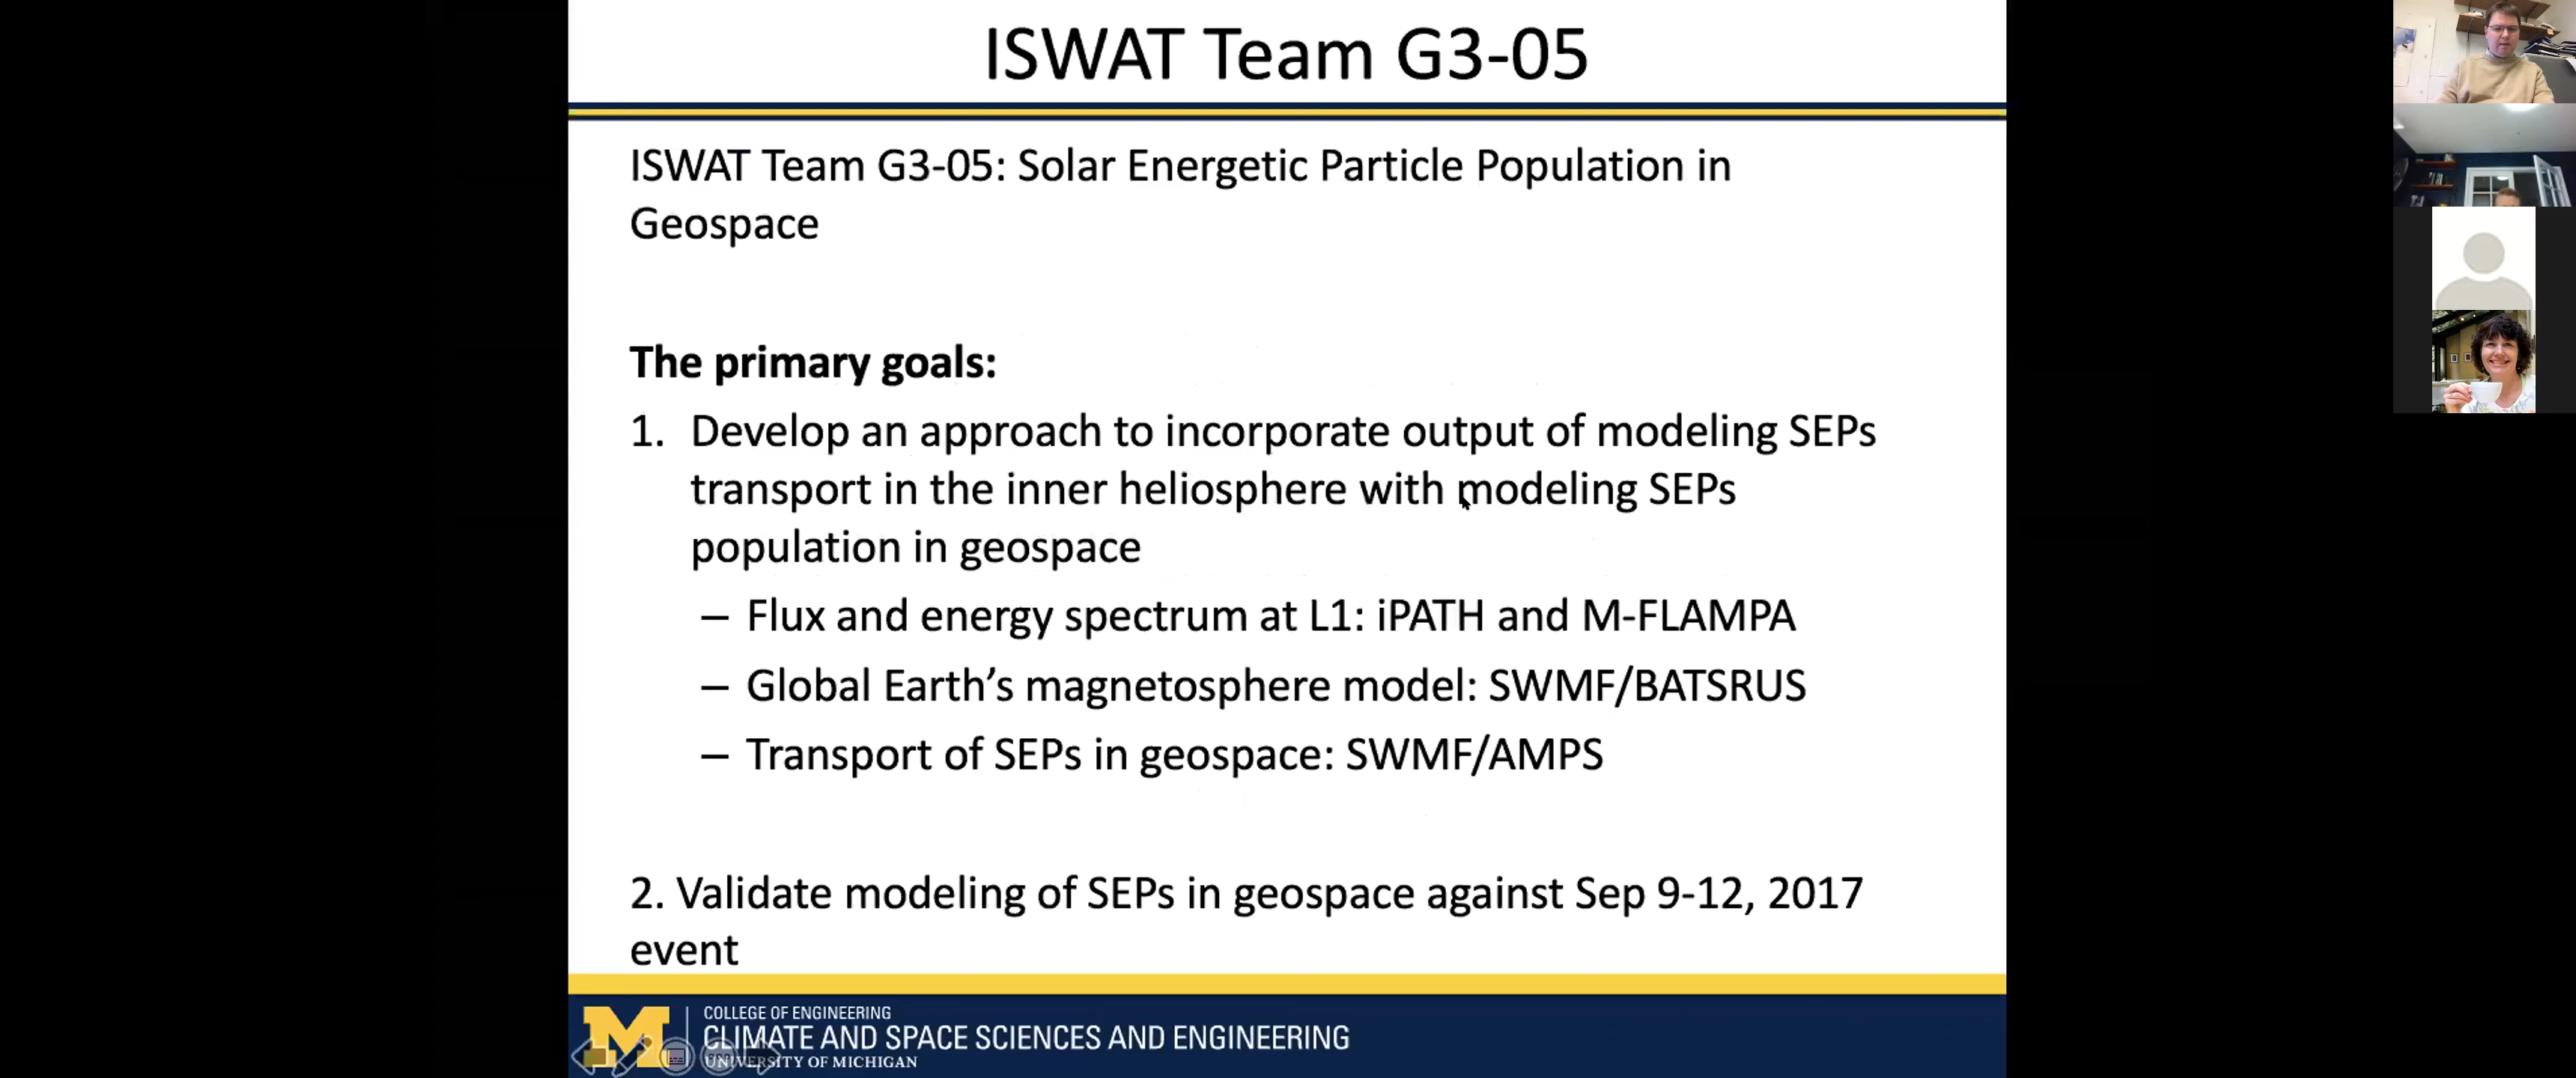 ISWAT Team G3-05
ISWAT Team G3-05: Solar Energetic Particle Population in
Geospace
The primary goals:
1. Develop an approach to incorporate output of modeling SEPs
transport in the inner heliosphere with modeling SEPs
population in geospace
– Flux and energy spectrum at L1: iPATH and M-FLAMPA
– Global Earth’s magnetosphere model: SWMF/BATSRUS
– Transport of SEPs in geospace: SWMF/AMPS
2. Validate modeling of SEPs in geospace against Sep 9-12, 2017
event
M
COLLEGE OF ENGINEERING
CLIMATE AND SPACE SCIENCES AND ENGINEERING
UNIVERSITY OF MICHIGAN